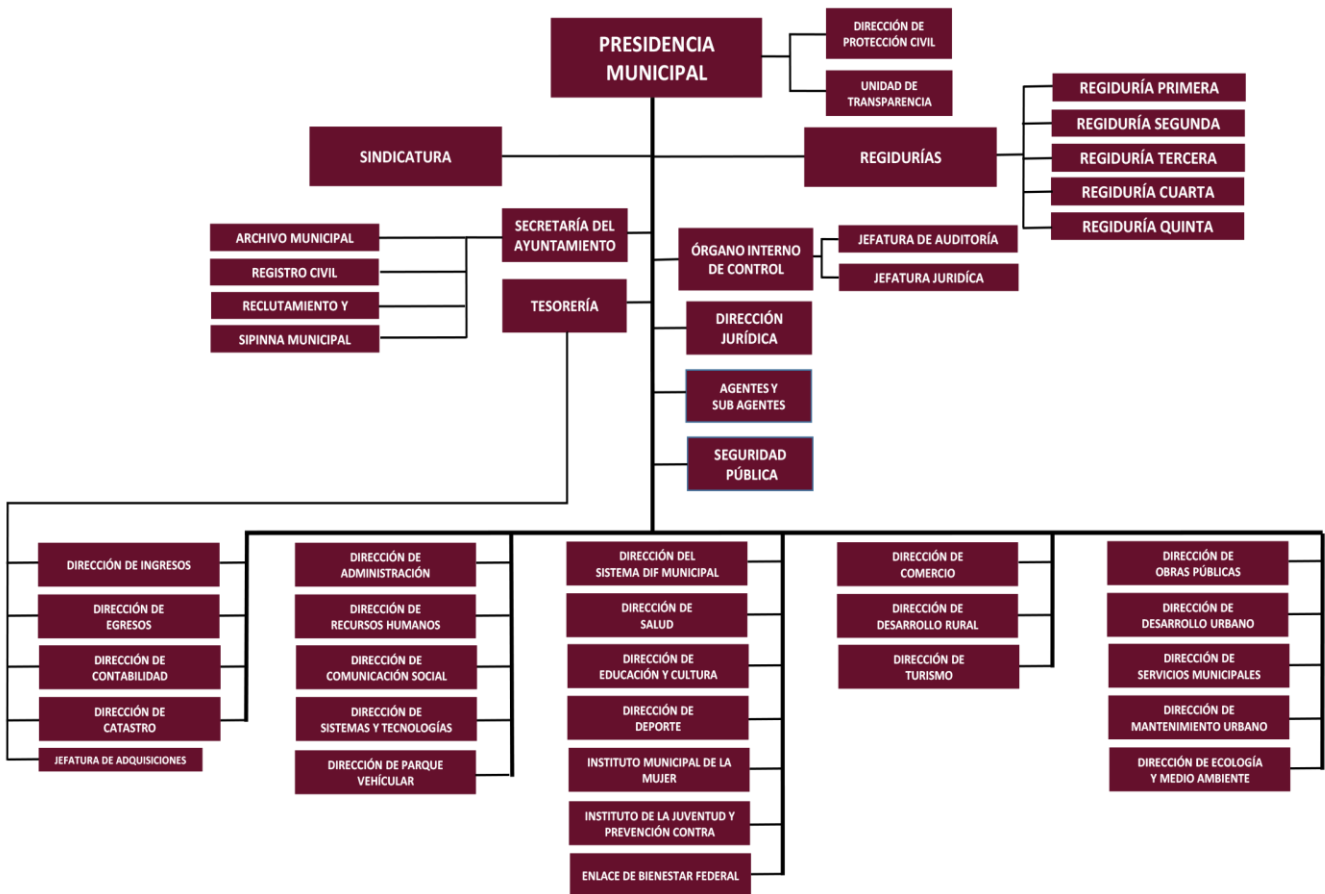 PRESIDENCIA
MUNICIPAL
DIRECCIÓN DE
PROTECCIÓN CIVIL
UNIDAD DE
TRANSPARENCIA
SINDICATURA
REGIDURÍAS
REGIDURÍA PRIMERA
REGIDURÍA SEGUNDA
REGIDURÍA TERCERA
REGIDURÍA CUARTA
REGIDURÍA QUINTA
SECRETARÍA DEL
AYUNTAMIENTO
ARCHIVO MUNICIPAL
REGISTRO CIVIL
RECLUTAMIENTO Y
SIPINNA MUNICIPAL
TESORERÍA
ÓRGANO INTERNO
DE CONTROL
JEFATURA DE AUDITORÍA
JEFATURA JURIDÍCA
DIRECCIÓN
JURÍDICA
AGENTES Y
SUB AGENTES
SEGURIDAD
PÚBLICA
DIRECCIÓN DE INGRESOS
DIRECCIÓN DE
EGRESOS
DIRECCIÓN DE
CONTABILIDAD
DIRECCIÓN DE
CATASTRO
JEFATURA DE ADQUISICIONES
DIRECCIÓN DE
ADMINISTRACIÓN
DIRECCIÓN DE
RECURSOS HUMANOS
DIRECCIÓN DE
COMUNICACIÓN SOCIAL
DIRECCIÓN DE
SISTEMAS Y TECNOLOGÍAS
DIRECCIÓN DE PARQUE
VEHÍCULAR
DIRECCIÓN DEL
SISTEMA DIF MUNICIPAL
DIRECCIÓN DE
SALUD
DIRECCIÓN DE
EDUCACIÓN Y CULTURA
DIRECCIÓN DE
DEPORTE
INSTITUTO MUNICIPAL DE LA
MUJER
INSTITUTO DE LA JUVENTUD Y
PREVENCIÓN CONTRA
ENLACE DE BIENESTAR FEDERAL
DIRECCIÓN DE
COMERCIO
DIRECCIÓN DE
DESARROLLO RURAL
DIRECCIÓN DE
TURISMO
DIRECCIÓN DE
OBRAS PÚBLICAS
DIRECCIÓN DE
DESARROLLO URBANO
DIRECCIÓN DE
SERVICIOS MUNICIPALES
DIRECCIÓN DE
MANTENIMIENTO URBANO
DIRECCIÓN DE ECOLOGÍA
Y MEDIO AMBIENTE